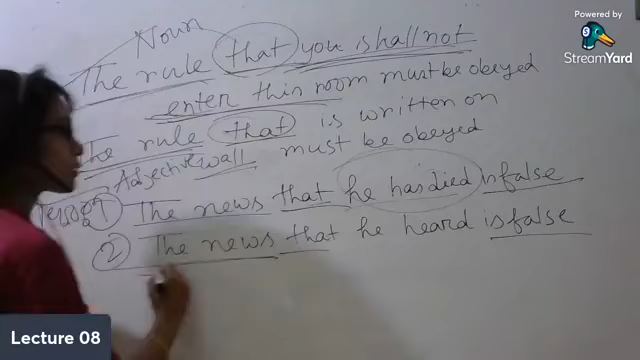 Powered by
StreamYard
Noun
The rule that you shall not
enter this room must be obeyed
The rule that is written on
Adjective wall must be obeyed
1 The news that he has died is false
2 The news that he heard is false
Lecture 08